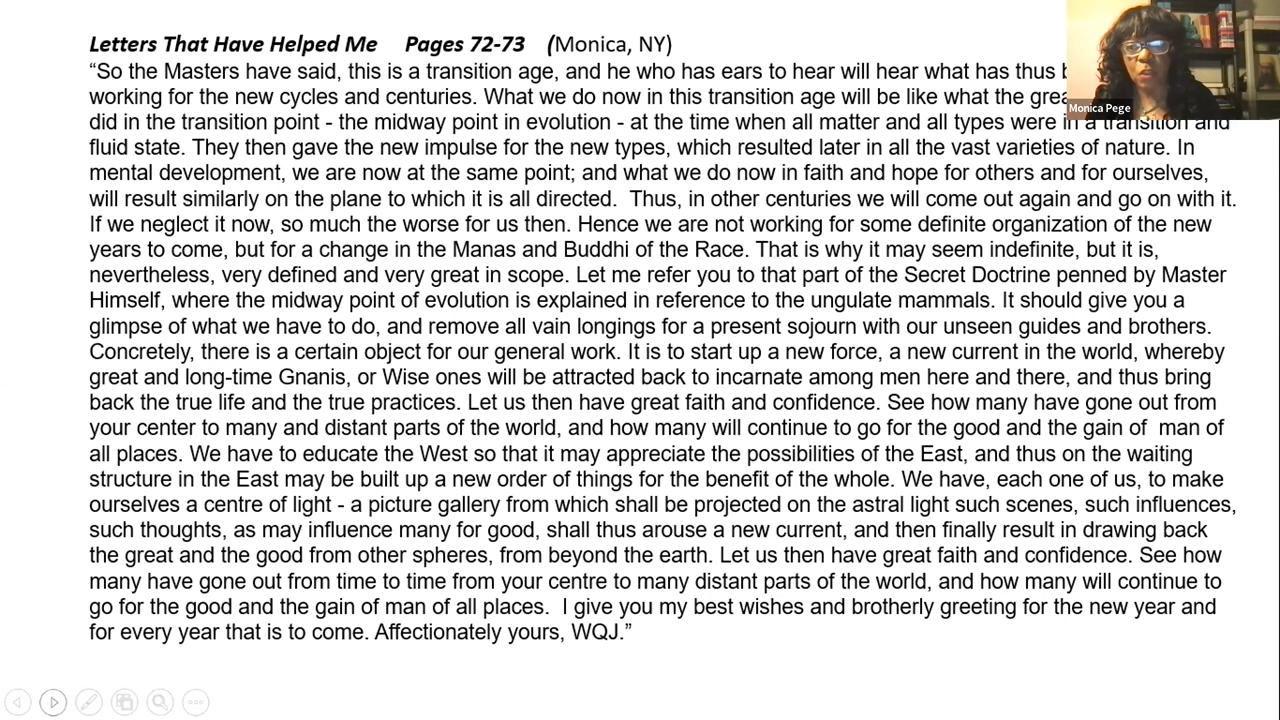 Letters That Have Helped Me Pages 72-73 (Monica, NY)
“So the Masters have said, this is a transition age, and he who has ears to hear will hear what has thus
working for the new cycles and centuries. What we do now in this transition age will be like what the
Monica Pege
did in the transition point - the midway point in evolution - at the time when all matter and all types were in a transition and
fluid state. They then gave the new impulse for the new types, which resulted later in all the vast varieties of nature. In
mental development, we are now at the same point; and what we do now in faith and hope for others and for ourselves,
will result similarly on the plane to which it is all directed. Thus, in other centuries we will come out again and go on with it.
If we neglect it now, so much the worse for us then. Hence we are not working for some definite organization of the new
years to come, but for a change in the Manas and Buddhi of the Race. That is why it may seem indefinite, but it is,
nevertheless, very defined and very great in scope. Let me refer you to that part of the Secret Doctrine penned by Master
Himself, where the midway point of evolution is explained in reference to the ungulate mammals. It should give you a
glimpse of what we have to do, and remove all vain longings for a present sojourn with our unseen guides and brothers.
Concretely, there is a certain object for our general work. It is to start up a new force, a new current in the world, whereby
great and long-time Gnanis, or Wise ones will be attracted back to incarnate among men here and there, and thus bring
back the true life and the true practices. Let us then have great faith and confidence. See how many have gone out from
your center to many and distant parts of the world, and how many will continue to go for the good and the gain of man of
all places. We have to educate the West so that it may appreciate the possibilities of the East, and thus on the waiting
structure in the East may be built up a new order of things for the benefit of the whole. We have, each one of us, to make
ourselves a centre of light - a picture gallery from which shall be projected on the astral light such scenes, such influences,
such thoughts, as may influence many for good, shall thus arouse a new current, and then finally result in drawing back
the great and the good from other spheres, from beyond the earth. Let us then have great faith and confidence. See how
many have gone out from time to time from your centre to many distant parts of the world, and how many will continue to
go for the good and the gain of man of all places. I give you my best wishes and brotherly greeting for the new year and
for every year that is to come. Affectionately yours, WQJ.”